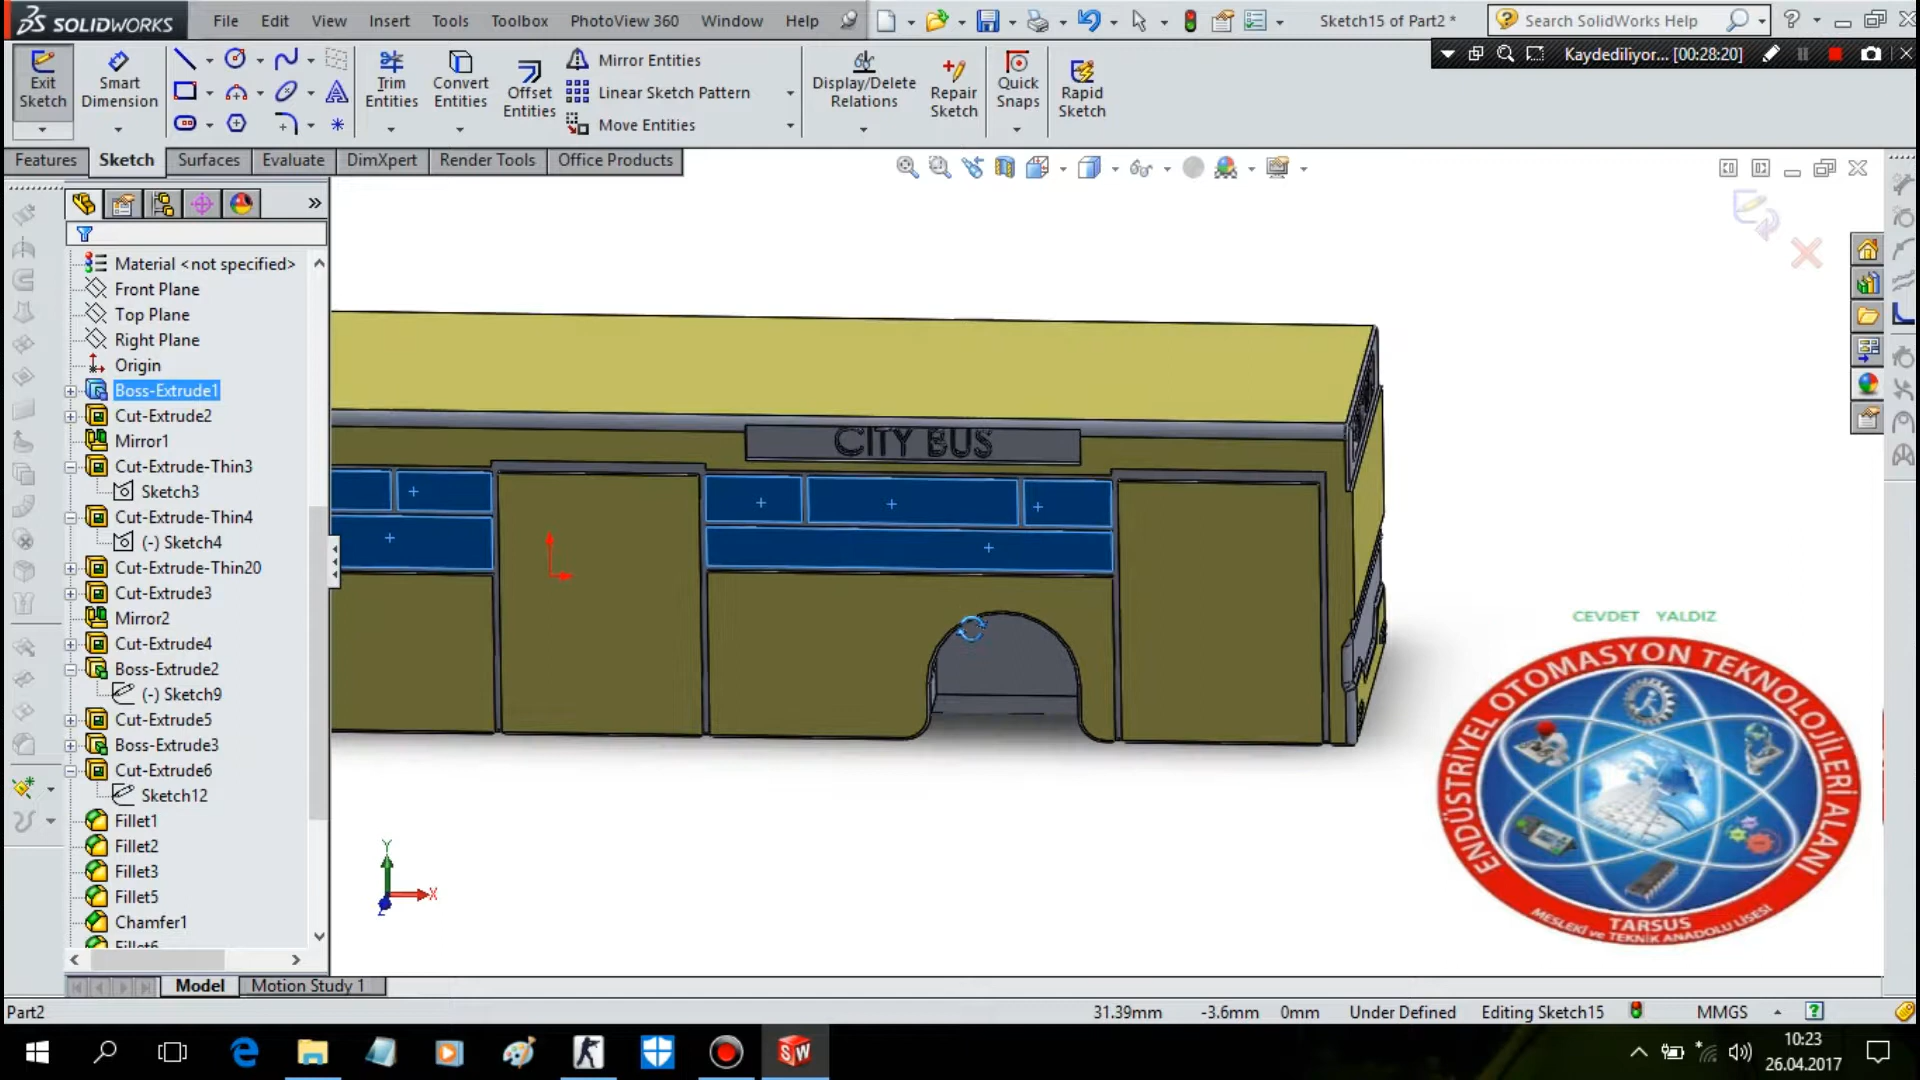 SOLIDWORKS File Edit View Insert Tools Toolbox PhotoView 360 Window Help Sketch15 of Part2 * Search SolidWorks Help
Kaydediliyor... [00:28:20]
Exit Sketch
Smart Dimension
Trim Entities
Convert Entities
Offset Entities
Mirror Entities
Linear Sketch Pattern
Move Entities
Display/Delete Relations
Repair Sketch
Quick Snaps
Rapid Sketch
Features Sketch Surfaces Evaluate DimXpert Render Tools Office Products
Material <not specified>
Front Plane
Top Plane
Right Plane
Origin
Boss-Extrude1
Cut-Extrude2
Mirror1
Cut-Extrude-Thin3
Sketch3
Cut-Extrude-Thin4
(-) Sketch4
Cut-Extrude-Thin20
Cut-Extrude3
Mirror2
Cut-Extrude4
Boss-Extrude2
(-) Sketch9
Cut-Extrude5
Boss-Extrude3
Cut-Extrude6
Sketch12
Fillet1
Fillet2
Fillet3
Fillet5
Chamfer1
Fillet6
CITY BUS
Y
X
Z
CEVDET YALDIZ
ENDÜSTRİYEL OTOMASYON TEKNOLOJİLERİ ALANI
TARSUS
MESLEKİ ve TEKNİK ANADOLU LİSESİ
Model Motion Study 1
Part2 31.39mm -3.6mm 0mm Under Defined Editing Sketch15 MMGS
10:23
26.04.2017